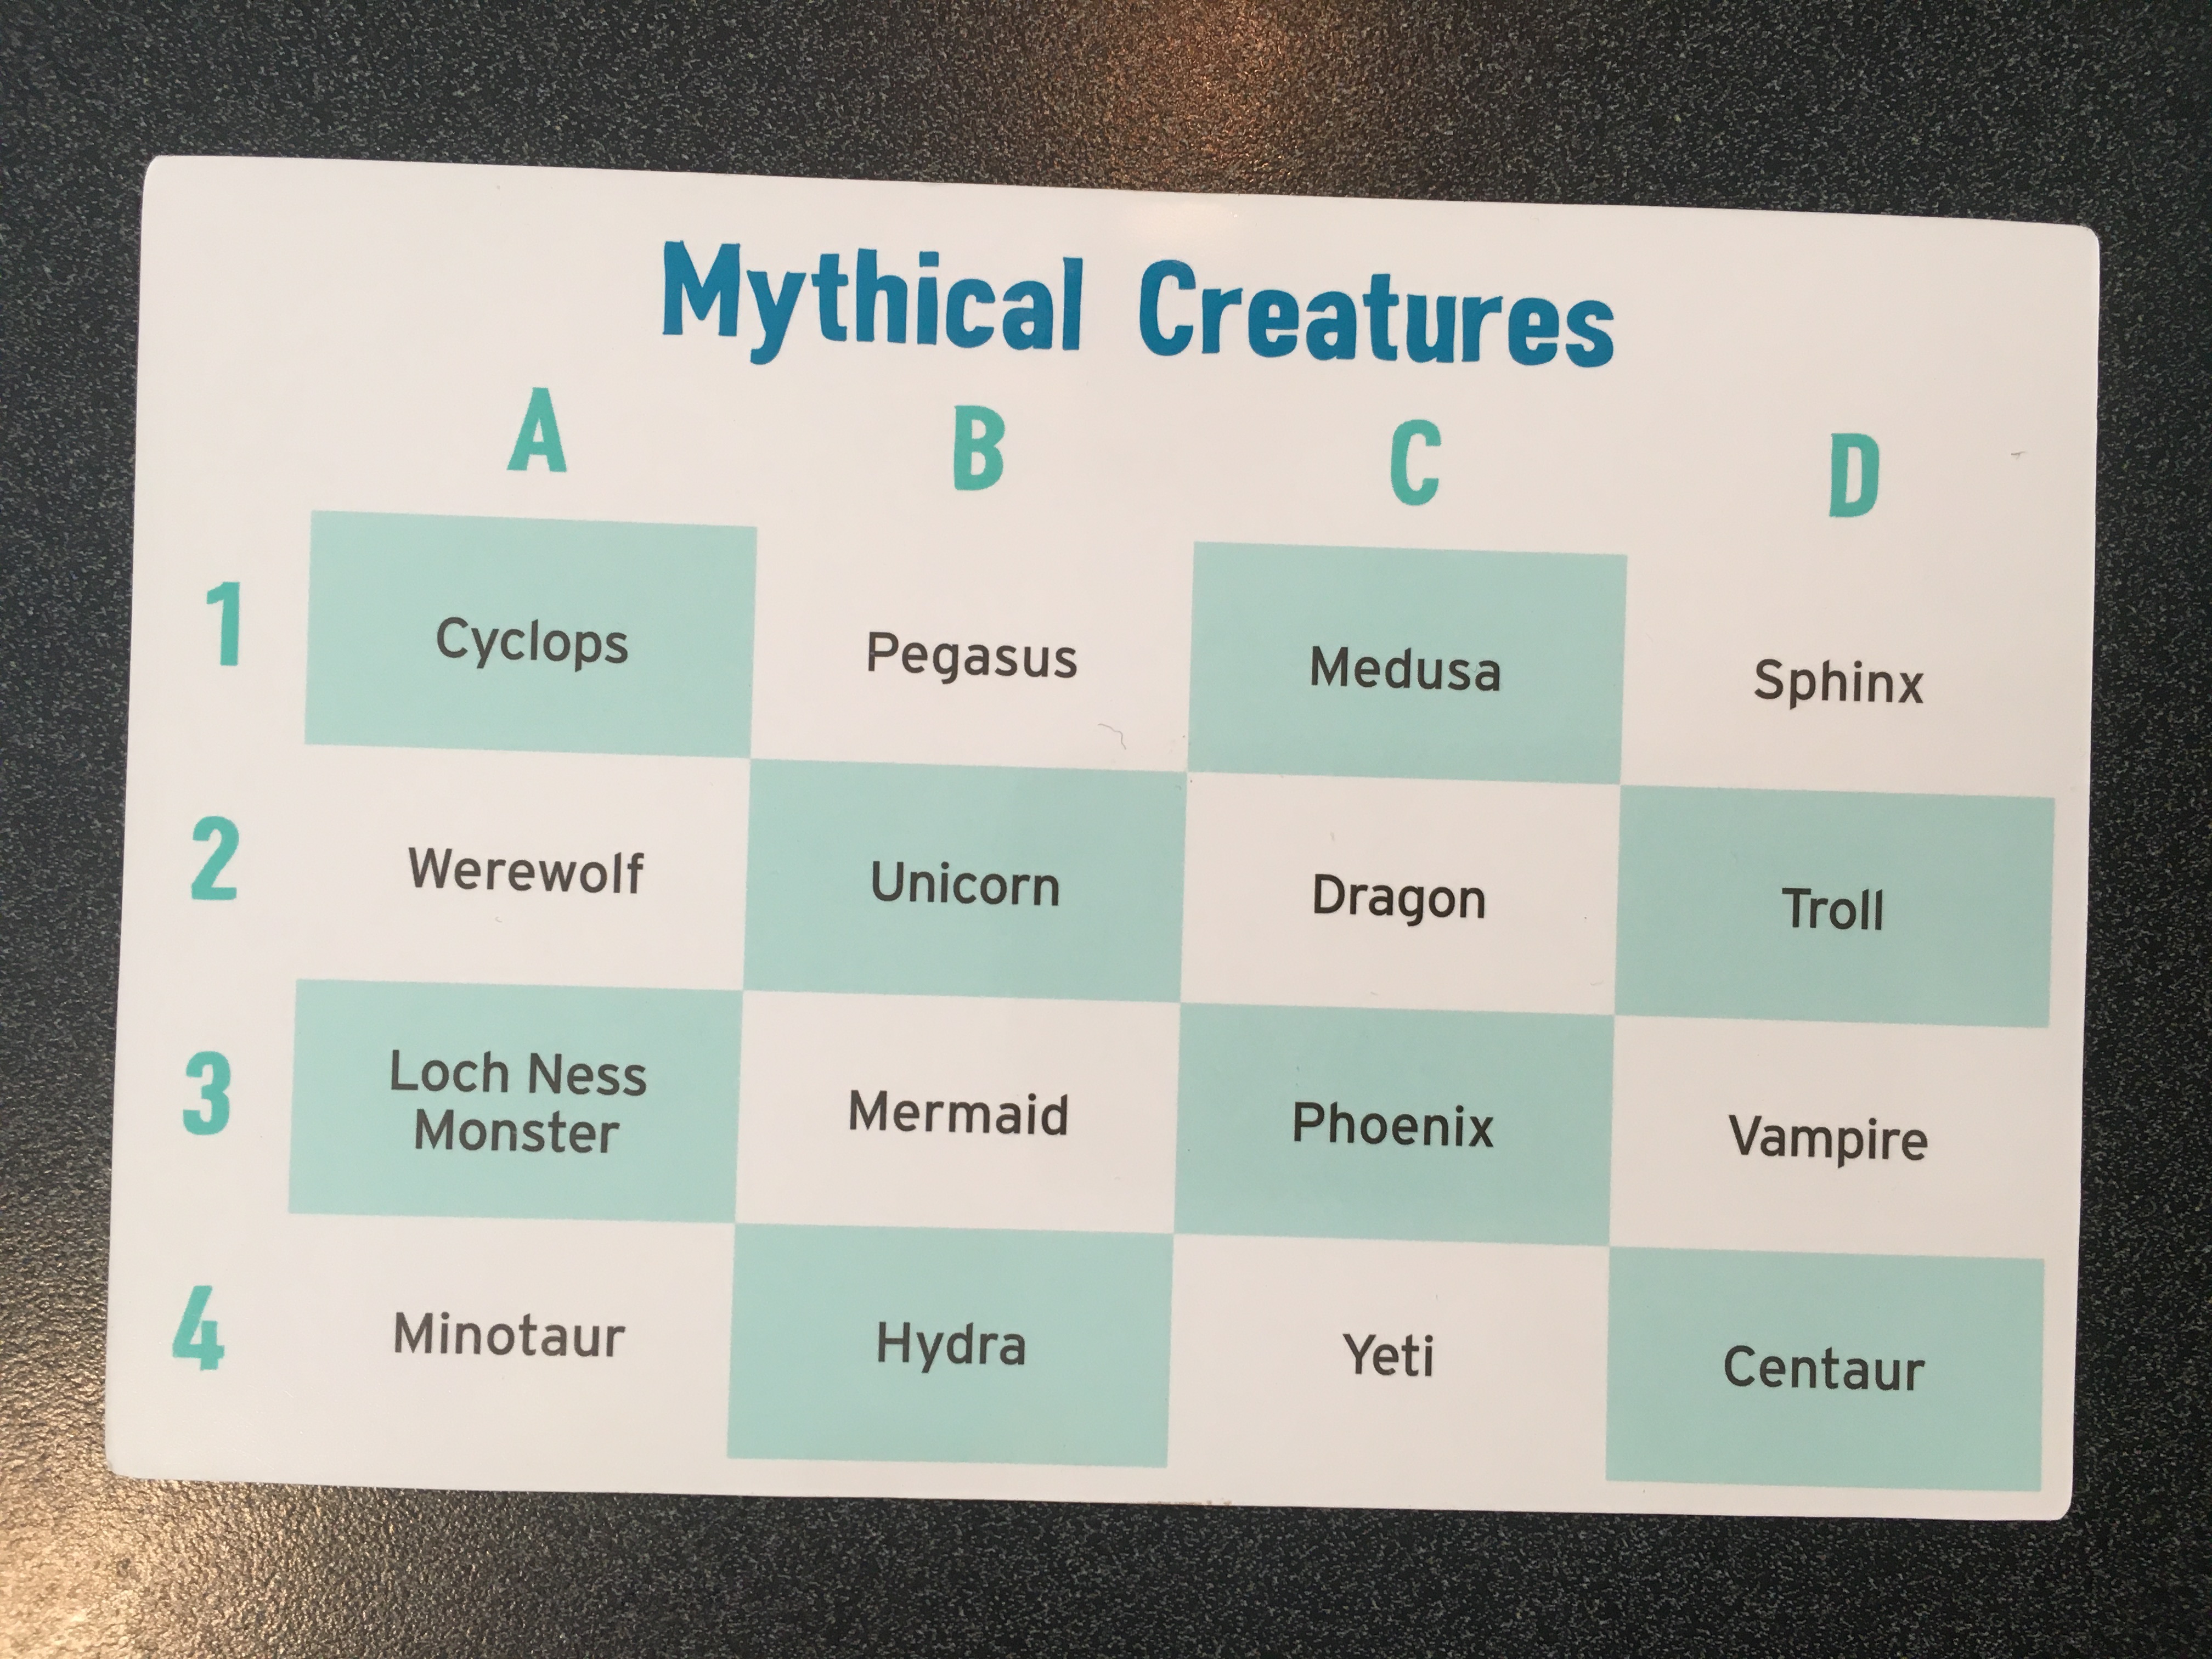 Mythical Creatures
A B C D
1 Cyclops Pegasus Medusa Sphinx
2 Werewolf Unicorn Dragon Troll
3 Loch Ness Monster Mermaid Phoenix Vampire
4 Minotaur Hydra Yeti Centaur